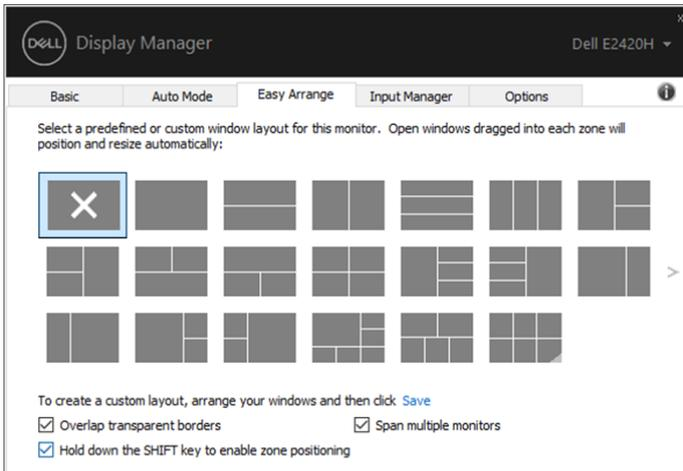 x
DELL Display Manager Dell E2420H
Basic Auto Mode Easy Arrange Input Manager Options i
Select a predefined or custom window layout for this monitor. Open windows dragged into each zone will
position and resize automatically:
To create a custom layout, arrange your windows and then click Save
Overlap transparent borders Span multiple monitors
Hold down the SHIFT key to enable zone positioning